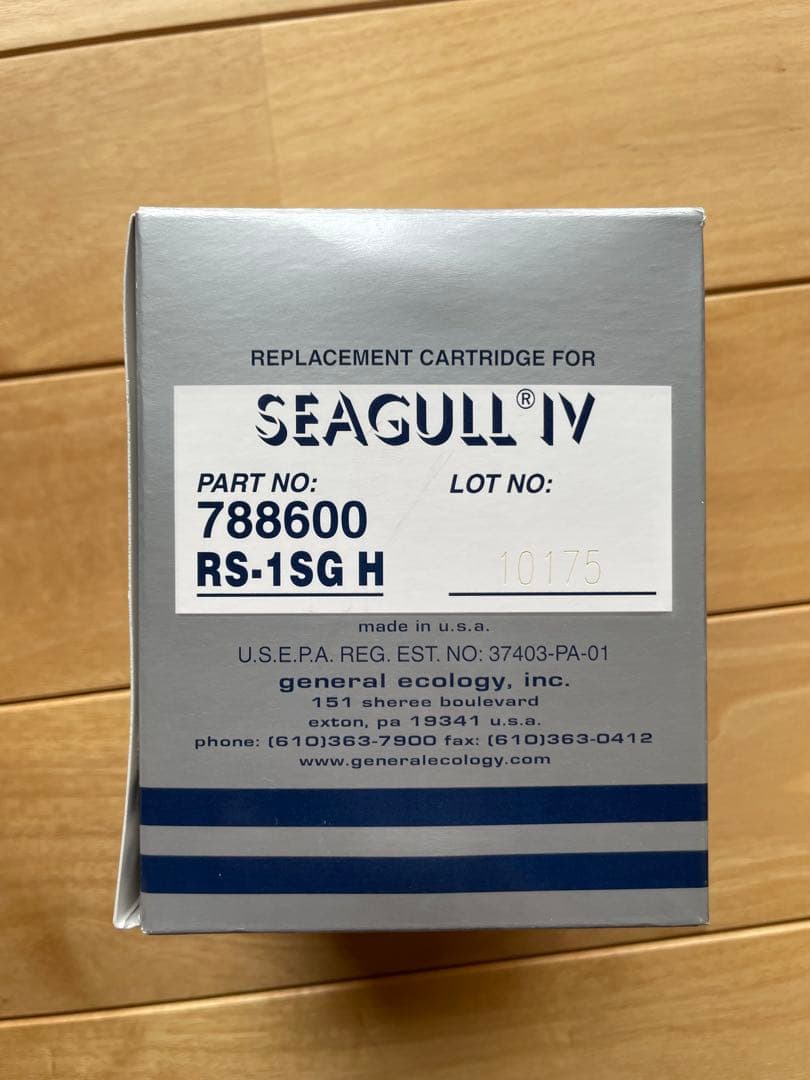 REPLACEMENT CARTRIDGE FOR
SEAGULL® IV
PART NO: LOT NO:
788600
RS-1SG H 10175
made in u.s.a.
U.S.E.P.A. REG. EST. NO: 37403-PA-01
general ecology, inc.
151 sheree boulevard
exton, pa 19341 u.s.a.
phone: (610)363-7900 fax: (610)363-0412
www.generalecology.com